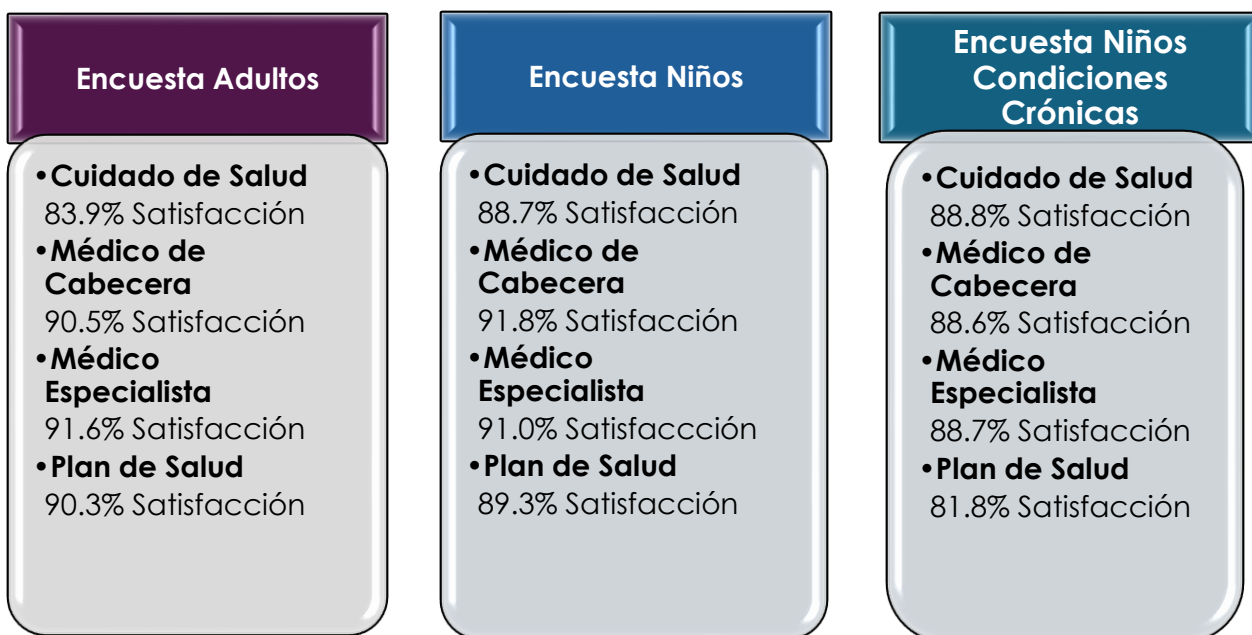 Encuesta Adultos
•Cuidado de Salud
83.9% Satisfacción
•Médico de
Cabecera
90.5% Satisfacción
•Médico
Especialista
91.6% Satisfacción
•Plan de Salud
90.3% Satisfacción
Encuesta Niños
•Cuidado de Salud
88.7% Satisfacción
•Médico de
Cabecera
91.8% Satisfacción
•Médico
Especialista
91.0% Satisfaccción
•Plan de Salud
89.3% Satisfacción
Encuesta Niños
Condiciones
Crónicas
•Cuidado de Salud
88.8% Satisfacción
•Médico de
Cabecera
88.6% Satisfacción
•Médico
Especialista
88.7% Satisfacción
•Plan de Salud
81.8% Satisfacción